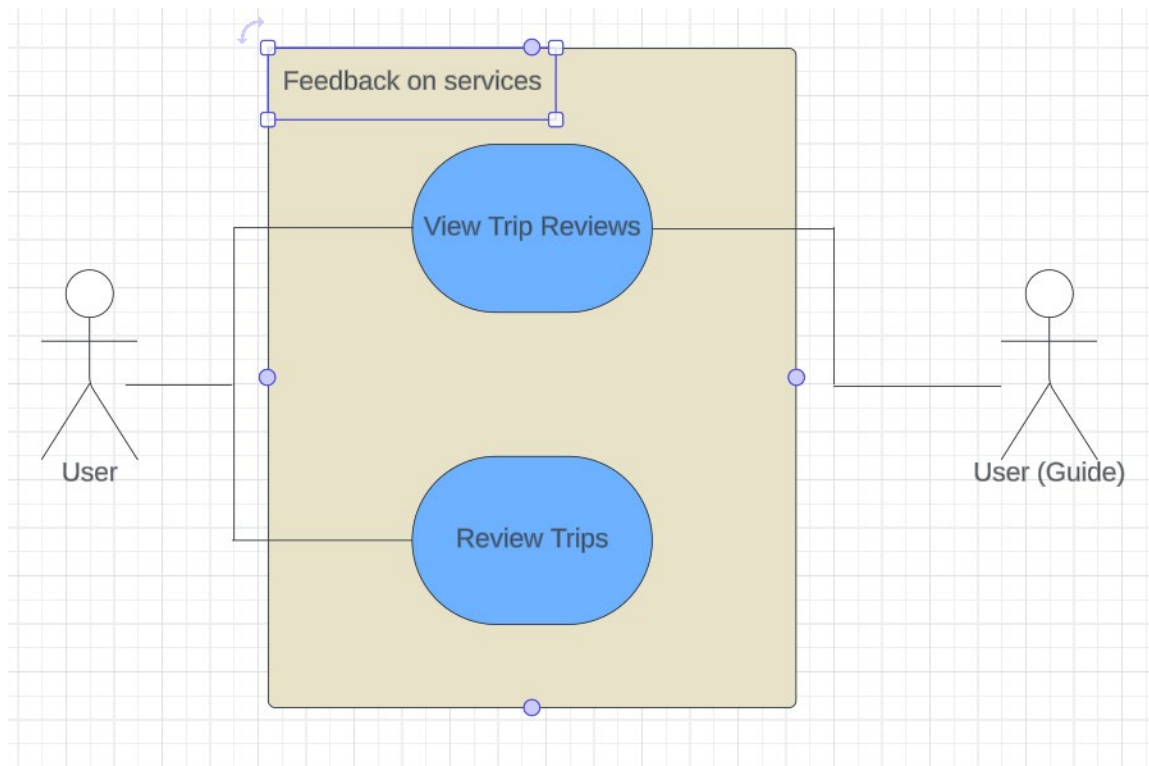 Feedback on services
View Trip Reviews
User
User (Guide)
Review Trips